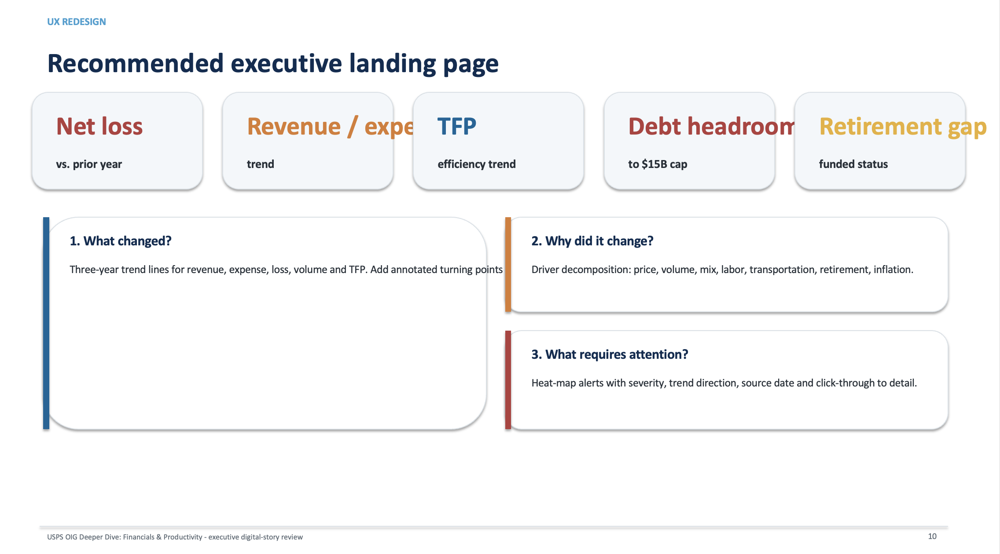 UX REDESIGN
Recommended executive landing page
Net loss
vs. prior year
Revenue / expe
trend
TFP
efficiency trend
Debt headroom
to $15B cap
Retirement gap
funded status
1. What changed?
Three-year trend lines for revenue, expense, loss, volume and TFP. Add annotated turning points
2. Why did it change?
Driver decomposition: price, volume, mix, labor, transportation, retirement, inflation.
3. What requires attention?
Heat-map alerts with severity, trend direction, source date and click-through to detail.
USPS OIG Deeper Dive: Financials & Productivity - executive digital-story review
10